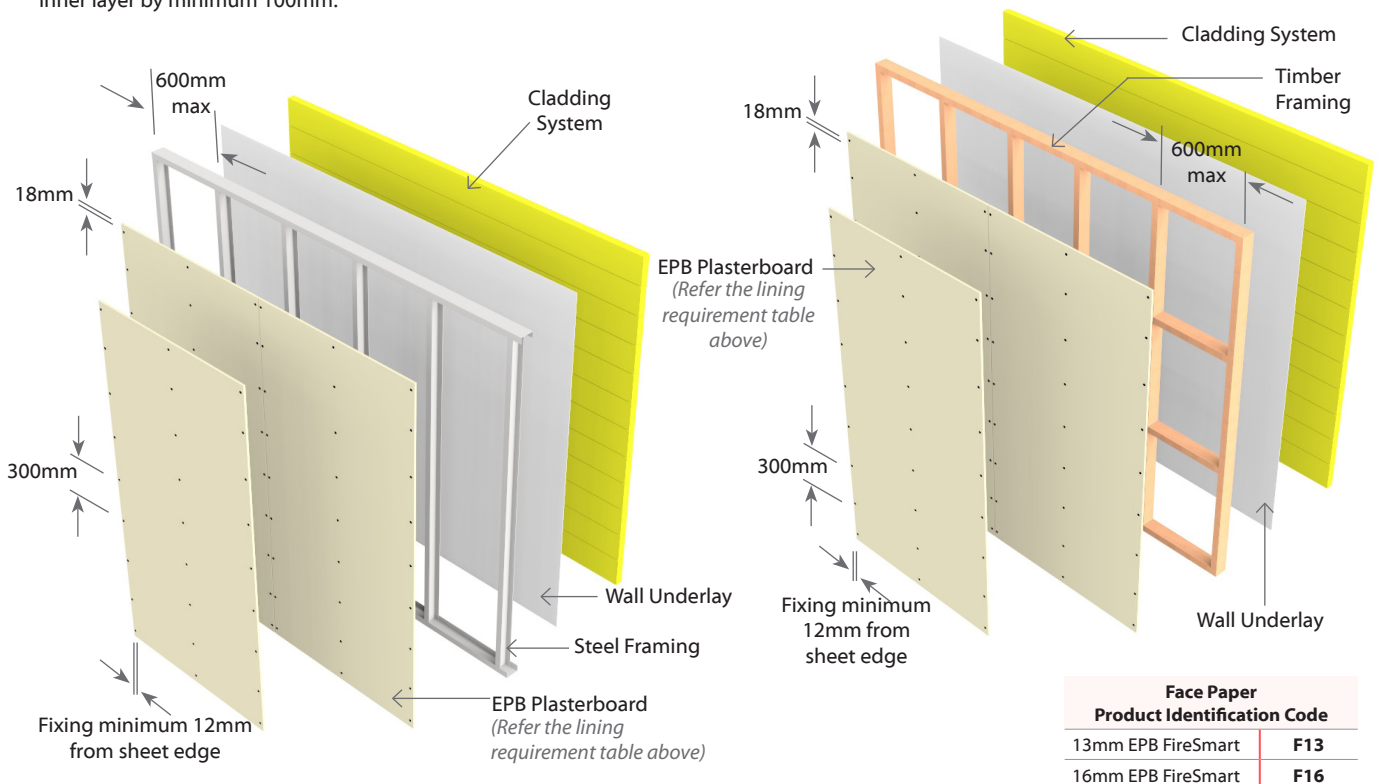 inner layer by minimum 100mm.
600mm
max
18mm
Cladding
System
300mm
Wall Underlay
Steel Framing
EPB Plasterboard
(Refer the lining
requirement table above)
Fixing minimum 12mm
from sheet edge
Cladding System
Timber
Framing
18mm
600mm
max
EPB Plasterboard
(Refer the lining
requirement table
above)
300mm
Fixing minimum
12mm from
sheet edge
Wall Underlay
Face Paper
Product Identification Code
13mm EPB FireSmart F13
16mm EPB FireSmart F16